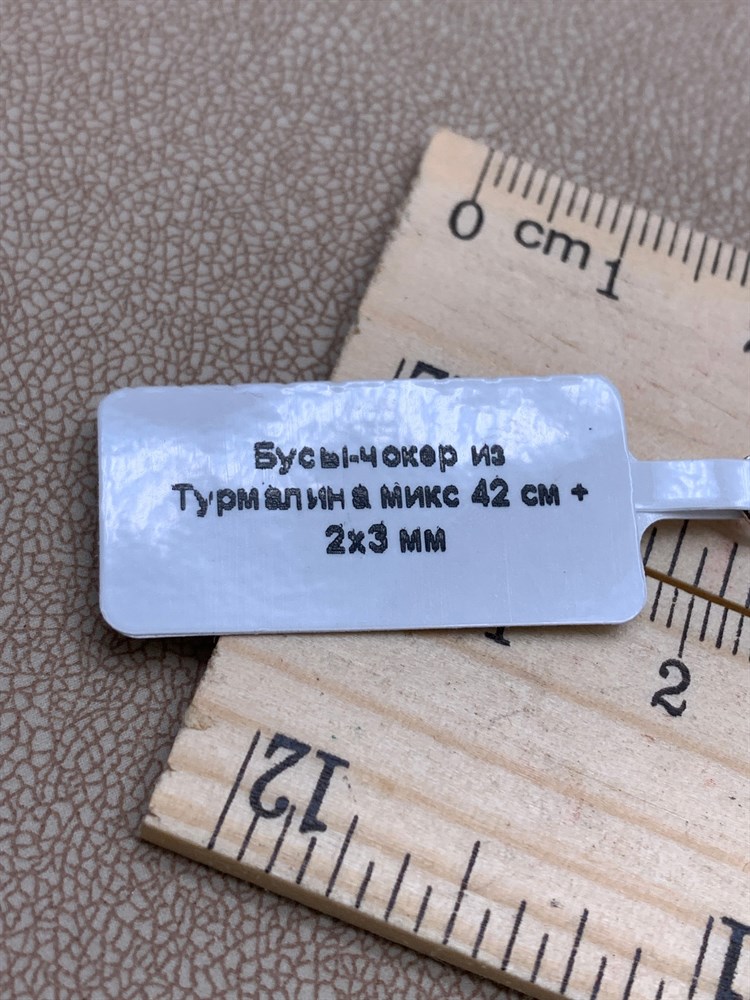 0 cm 1
Бусы-чокер из
Турмалина микс 42 см +
2х3 мм
2
12